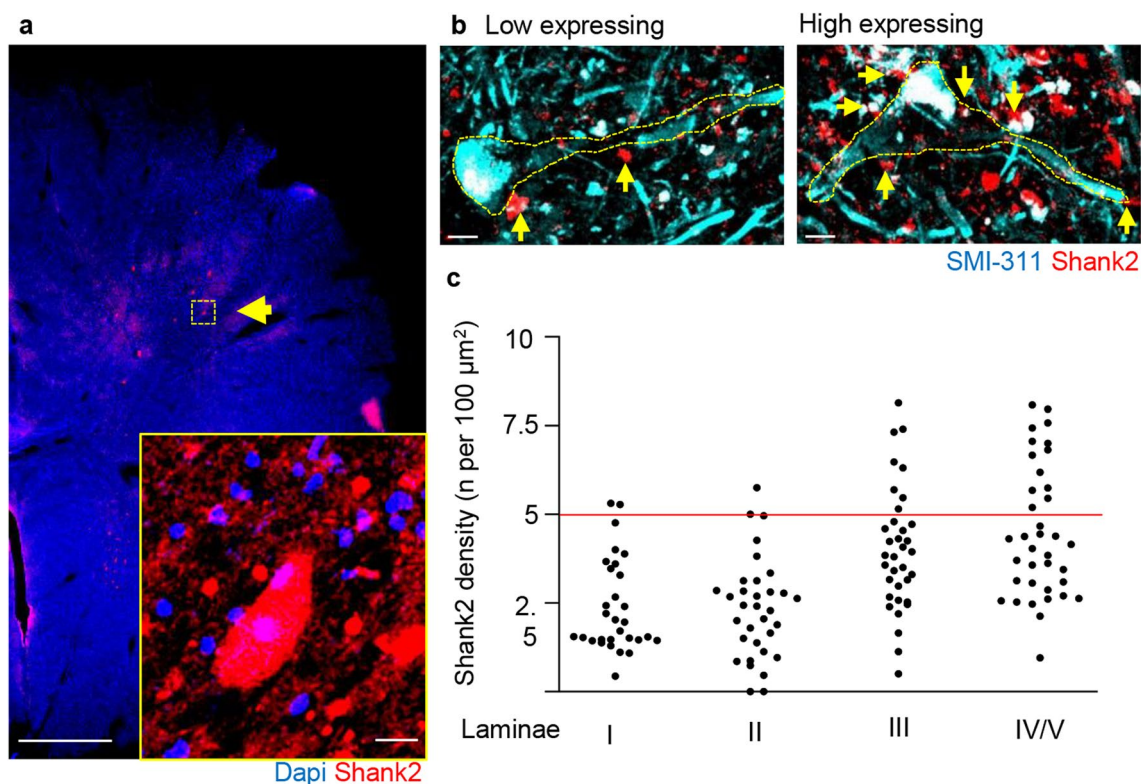 a
b
Low expressing
High expressing
SMI-311 Shank2
c
Shank2 density (n per 100 µm²)
10
7.5
5
2.
5
Laminae
I
II
III
IV/V
Dapi Shank2